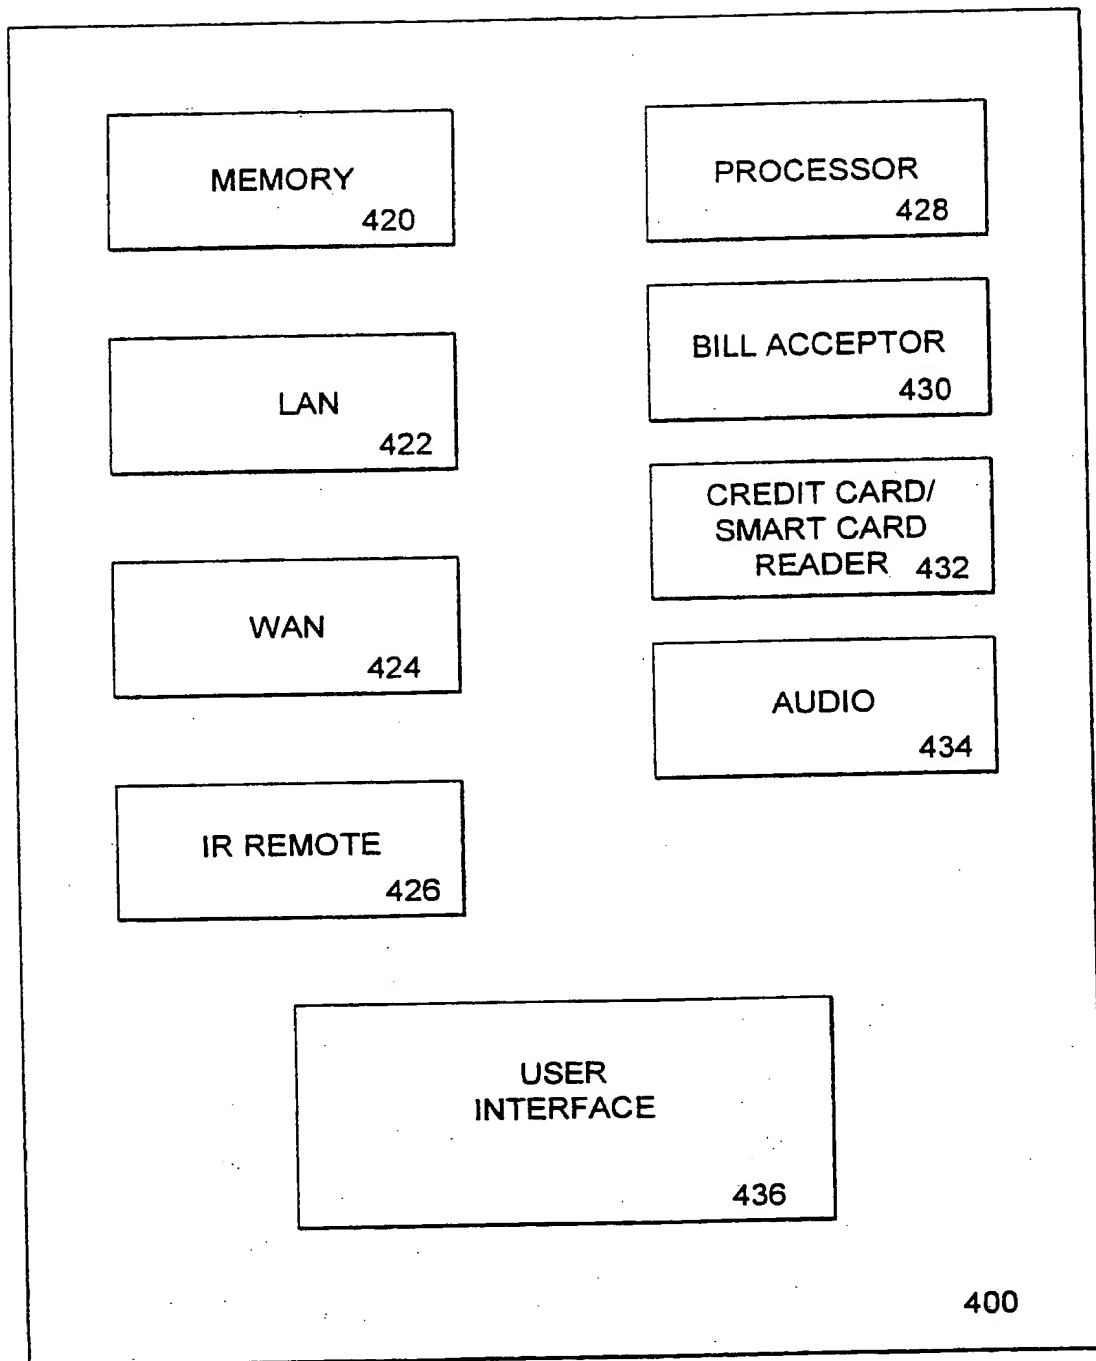 MEMORY
420
LAN
422
WAN
424
IR REMOTE
426
PROCESSOR
428
BILL ACCEPTOR
430
CREDIT CARD/
SMART CARD
READER 432
AUDIO
434
USER
INTERFACE
436
400